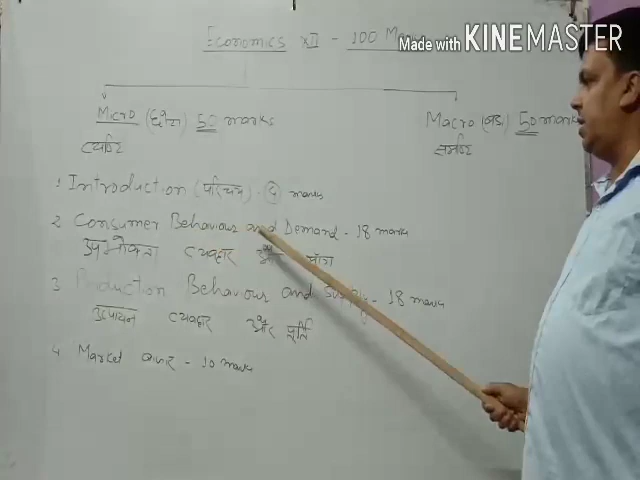 Economics XII - 100 Marks
Made with KINEMASTER
Micro (छोटा) 50 marks
Macro (बड़ा) 50 marks
व्यष्टि
समष्टि
1 Introduction (परिचय) - 4 marks
2 Consumer Behaviour and Demand - 18 marks
उपभोक्ता व्यवहार और माँग
3 Production Behaviour and Supply - 18 marks
उत्पादन व्यवहार और पूर्ति
4 Market बाजार - 10 marks